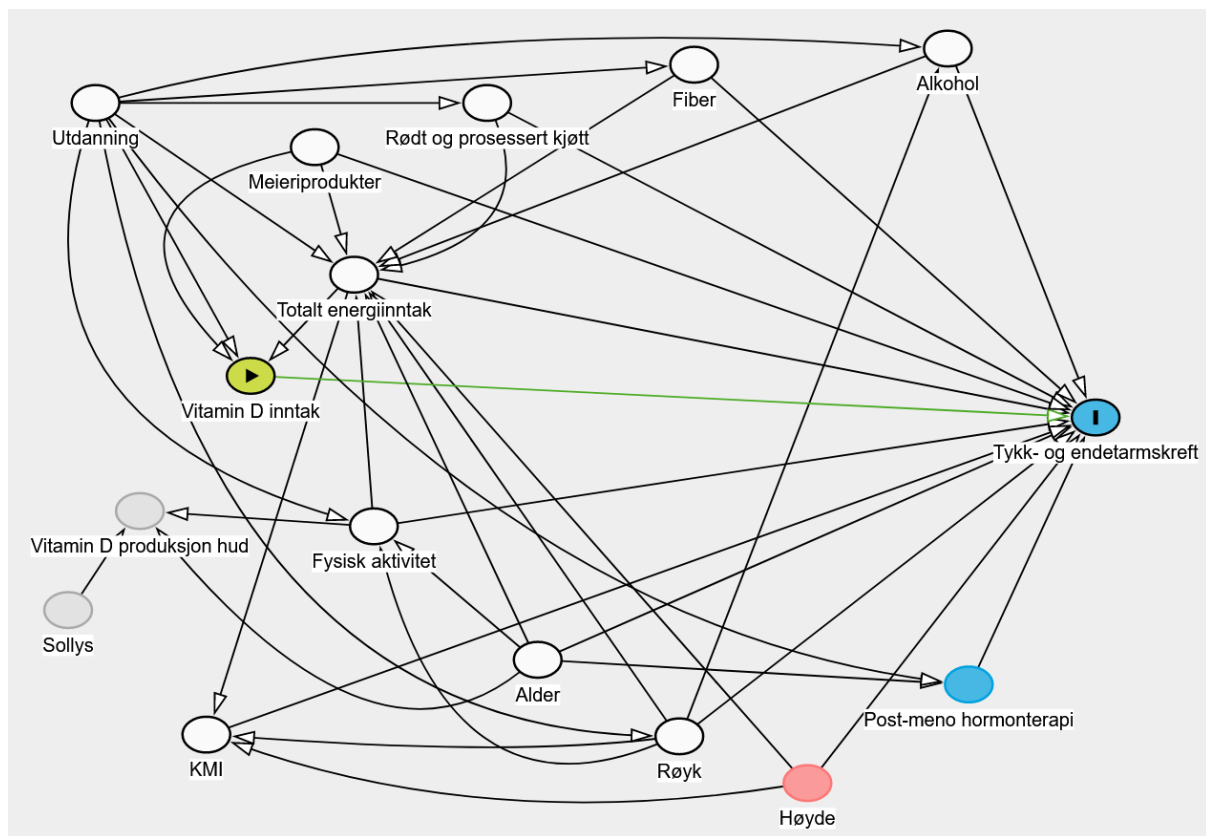 Alkohol
Fiber
Utdanning
Rødt og prosessert kjøtt
Meieriprodukter
Totalt energiinntak
Vitamin D inntak
Tykk- og endetarmskreft
Vitamin D produksjon hud
Fysisk aktivitet
Sollys
Alder
Post-meno hormonterapi
KMI
Røyk
Høyde